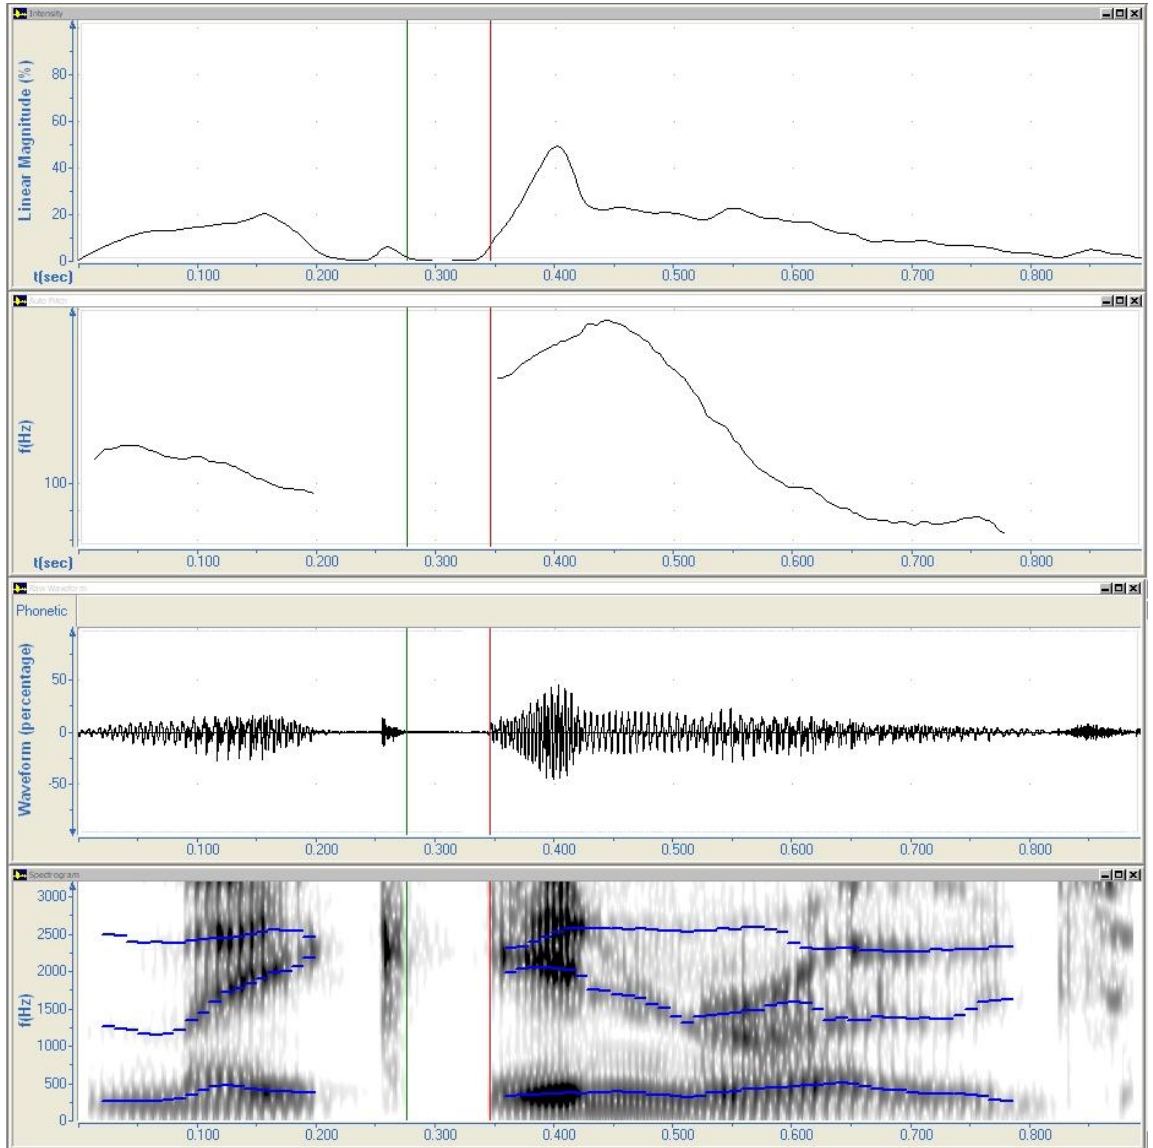 Intensity
Linear Magnitude (%)
80
60
40
20
0
0.100 0.200 0.300 0.400 0.500 0.600 0.700 0.800
t(sec)
Auto Pitch
f(Hz)
100
0.100 0.200 0.300 0.400 0.500 0.600 0.700 0.800
t(sec)
Raw Waveform
Phonetic
Waveform (percentage)
50
0
-50
0.100 0.200 0.300 0.400 0.500 0.600 0.700 0.800
Spectrogram
f(Hz)
3000
2500
2000
1500
1000
500
0
0.100 0.200 0.300 0.400 0.500 0.600 0.700 0.800